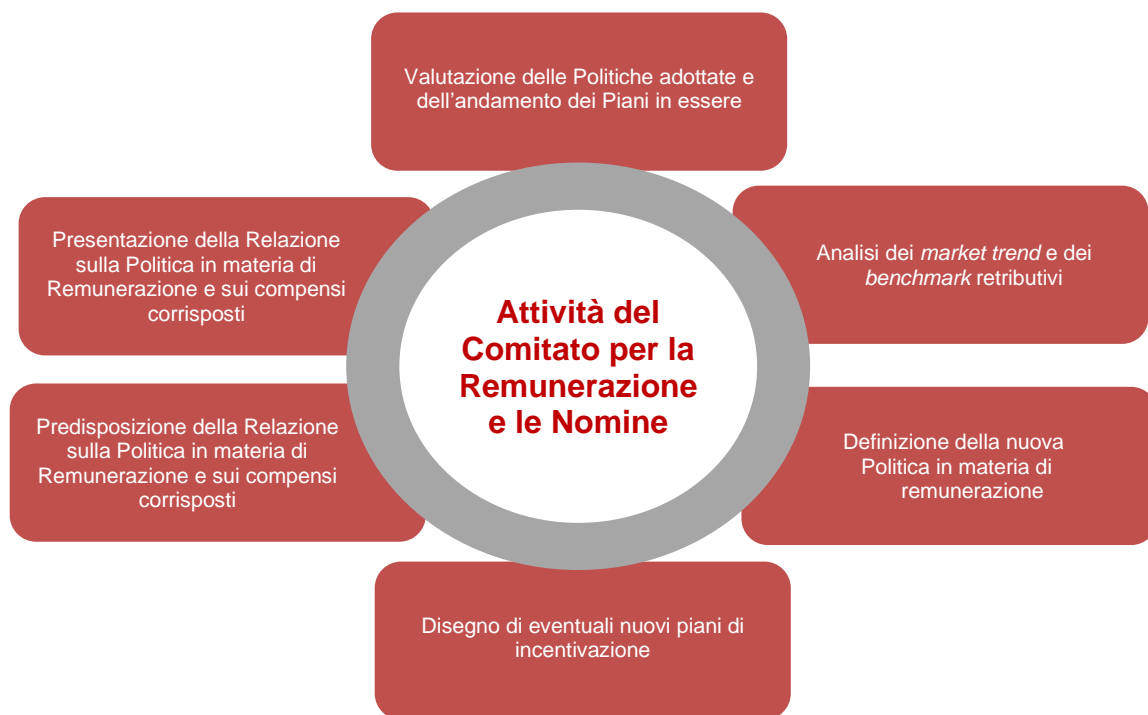 Valutazione delle Politiche adottate e
dell’andamento dei Piani in essere
Presentazione della Relazione
sulla Politica in materia di
Remunerazione e sui compensi
corrisposti
Analisi dei market trend e dei
benchmark retributivi
Attività del
Comitato per la
Remunerazione
e le Nomine
Predisposizione della Relazione
sulla Politica in materia di
Remunerazione e sui compensi
corrisposti
Definizione della nuova
Politica in materia di
remunerazione
Disegno di eventuali nuovi piani di
incentivazione